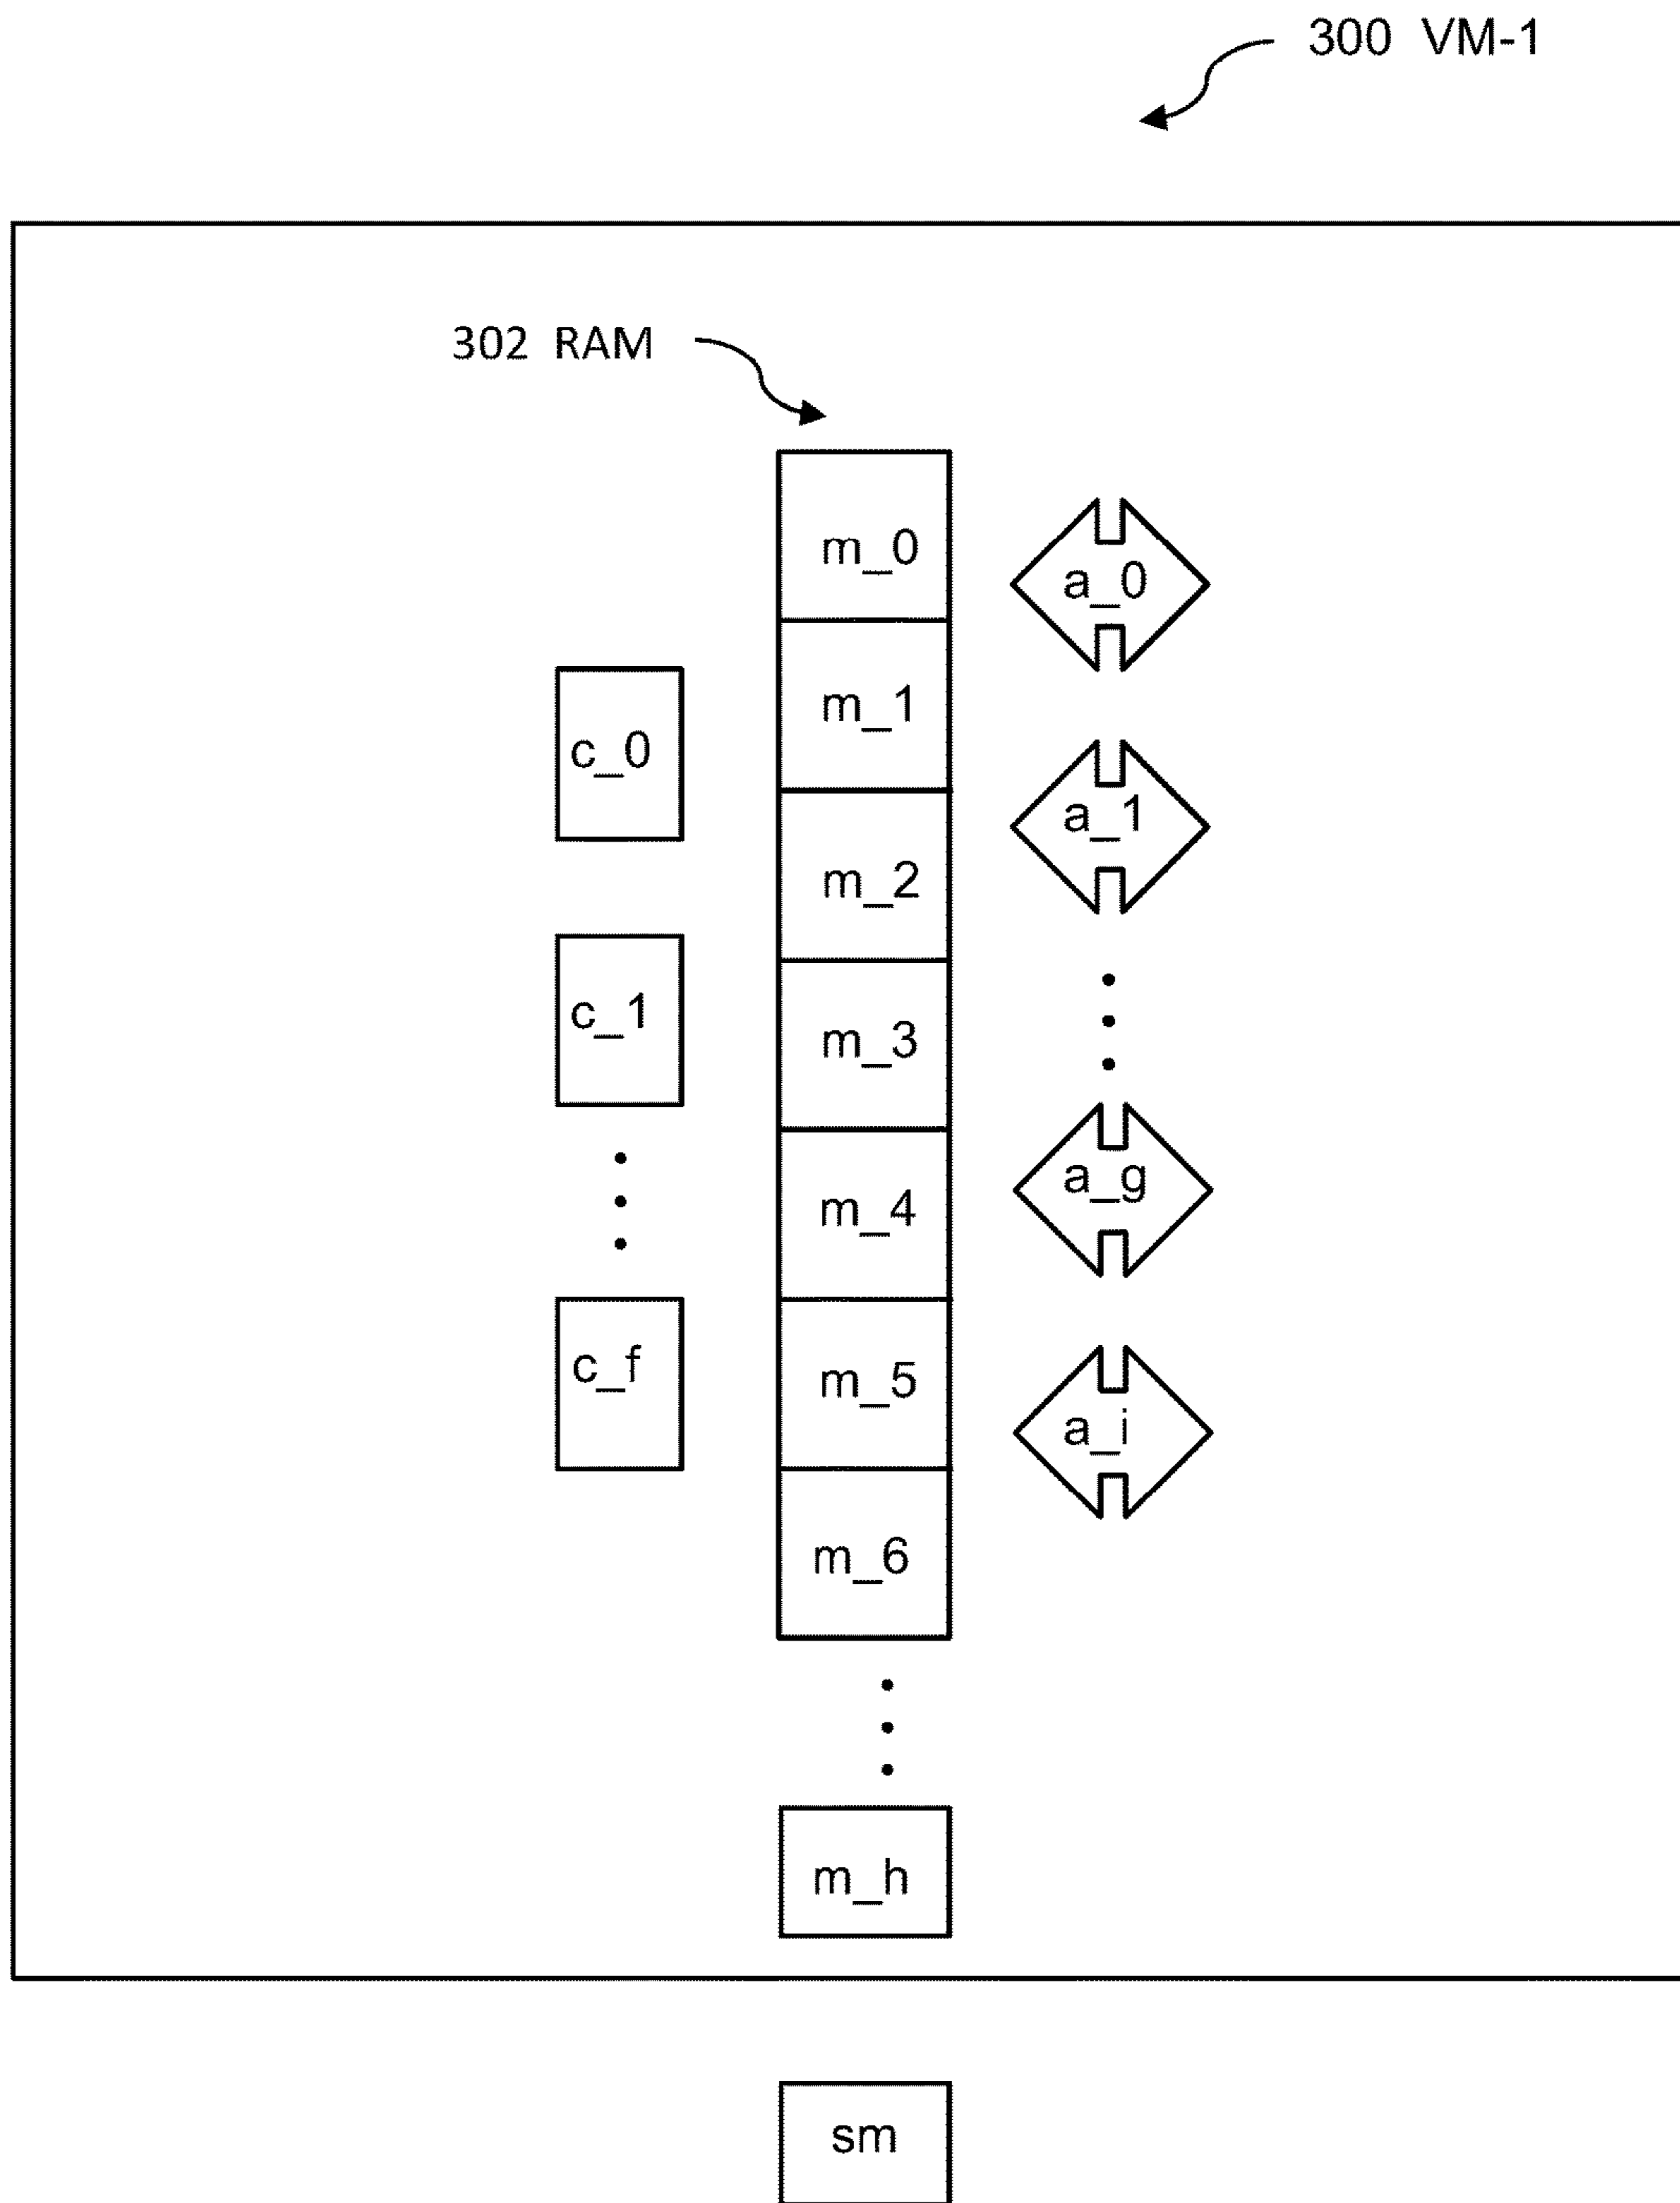 300 VM-1
302 RAM
m_0
a_0
m_1
c_0
a_1
m_2
c_1
m_3
a_g
m_4
c_f
m_5
a_i
m_6
m_h
sm